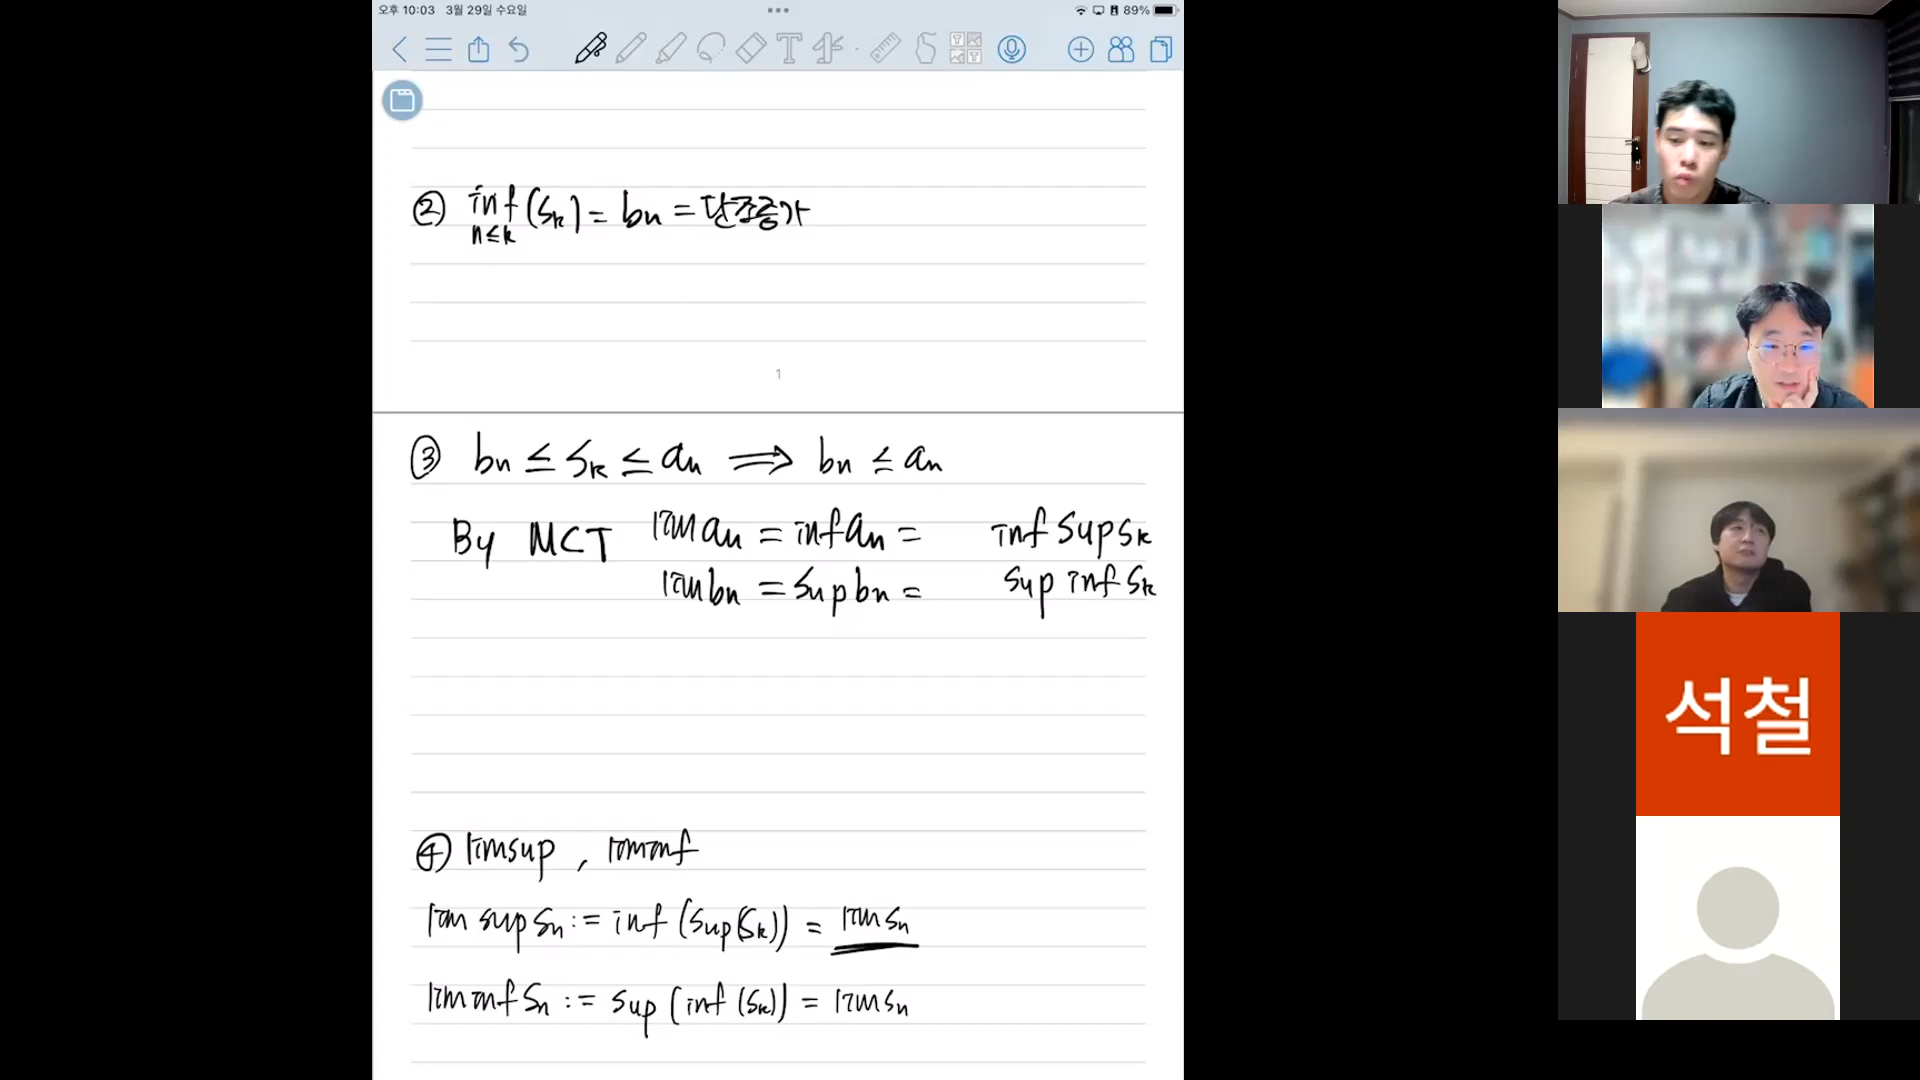 오후 10:03 3월 29일 수요일
89%
② inf (Sk) = bn = 단조증가
n≤k
1
③ bn ≤ Sk ≤ an ⟹ bn ≤ an
By MCT lim an = inf an = inf sup Sk
lim bn = sup bn = sup inf Sk
④ limsup , liminf
lim sup Sn := inf (sup(Sk)) = lim Sn
lim inf Sn := sup (inf (Sk)) = lim Sn
석철